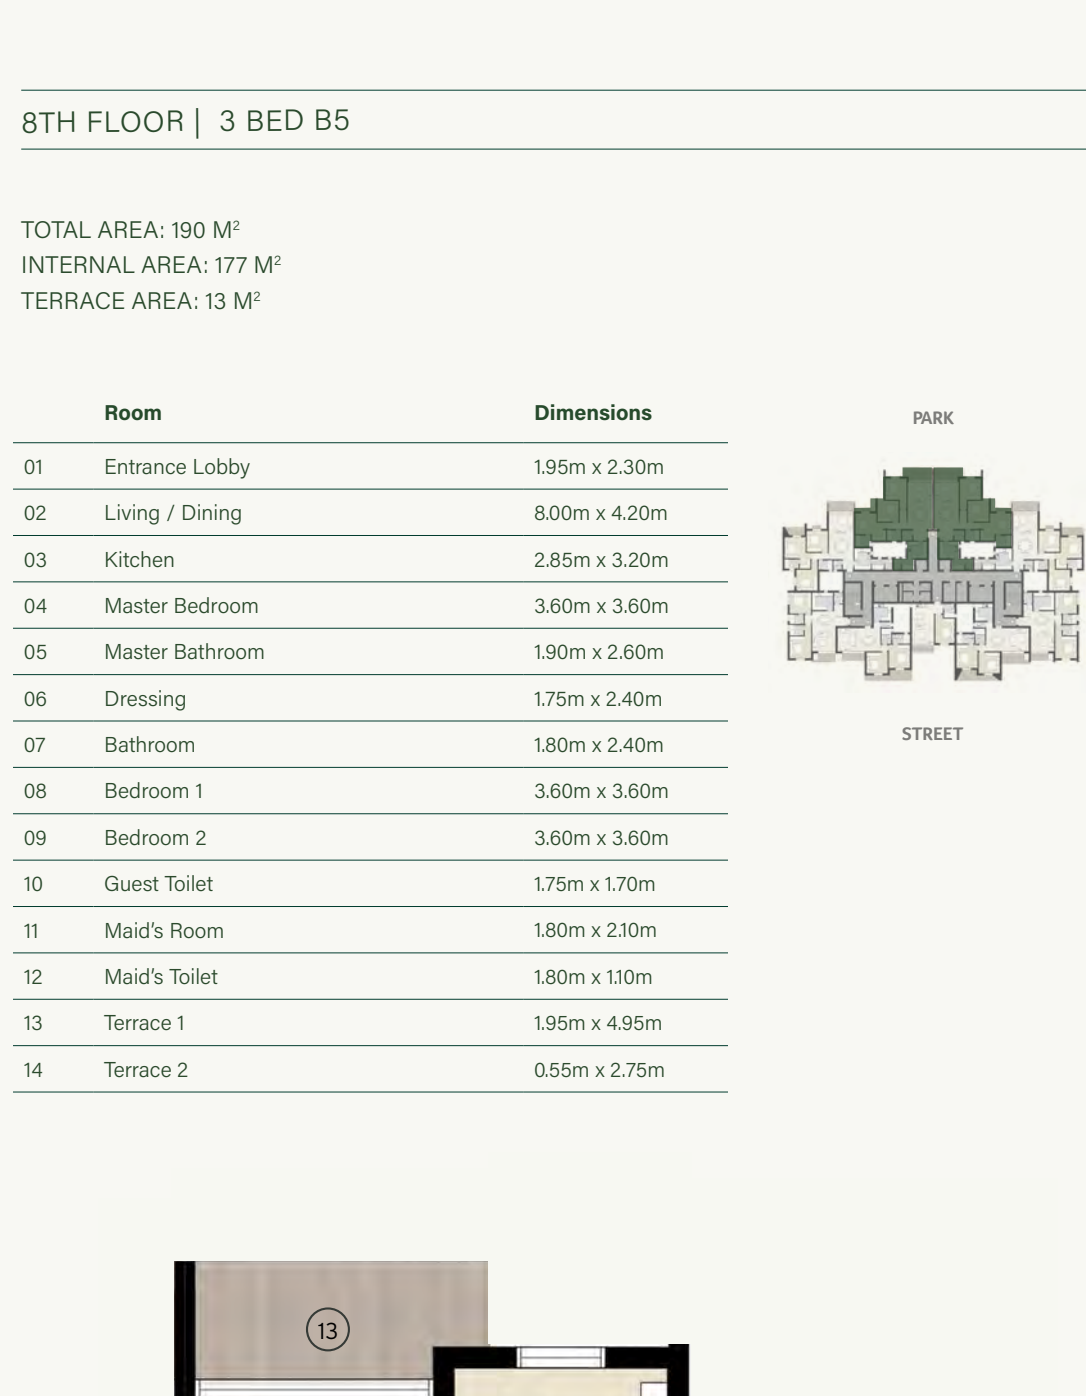 8TH FLOOR | 3 BED B5
TOTAL AREA: 190 M²
INTERNAL AREA: 177 M²
TERRACE AREA: 13 M²
Room Dimensions
01 Entrance Lobby 1.95m x 2.30m
02 Living / Dining 8.00m x 4.20m
03 Kitchen 2.85m x 3.20m
04 Master Bedroom 3.60m x 3.60m
05 Master Bathroom 1.90m x 2.60m
06 Dressing 1.75m x 2.40m
07 Bathroom 1.80m x 2.40m
08 Bedroom 1 3.60m x 3.60m
09 Bedroom 2 3.60m x 3.60m
10 Guest Toilet 1.75m x 1.70m
11 Maid's Room 1.80m x 2.10m
12 Maid's Toilet 1.80m x 1.10m
13 Terrace 1 1.95m x 4.95m
14 Terrace 2 0.55m x 2.75m
PARK
STREET
13